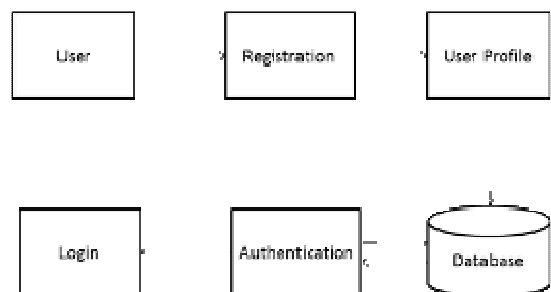 User
Registration
User Profile
Login
Authentication
Database